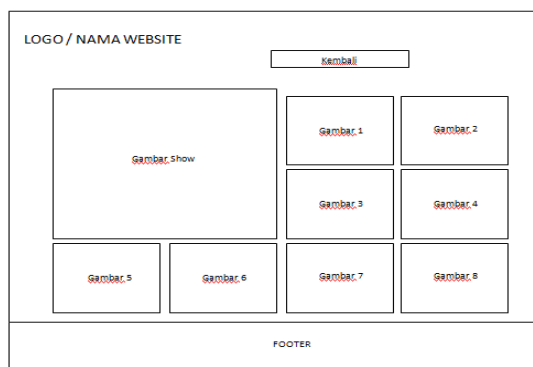 LOGO / NAMA WEBSITE
Kembali
Gambar Show
Gambar 1
Gambar 2
Gambar 3
Gambar 4
Gambar 5
Gambar 6
Gambar 7
Gambar 8
FOOTER